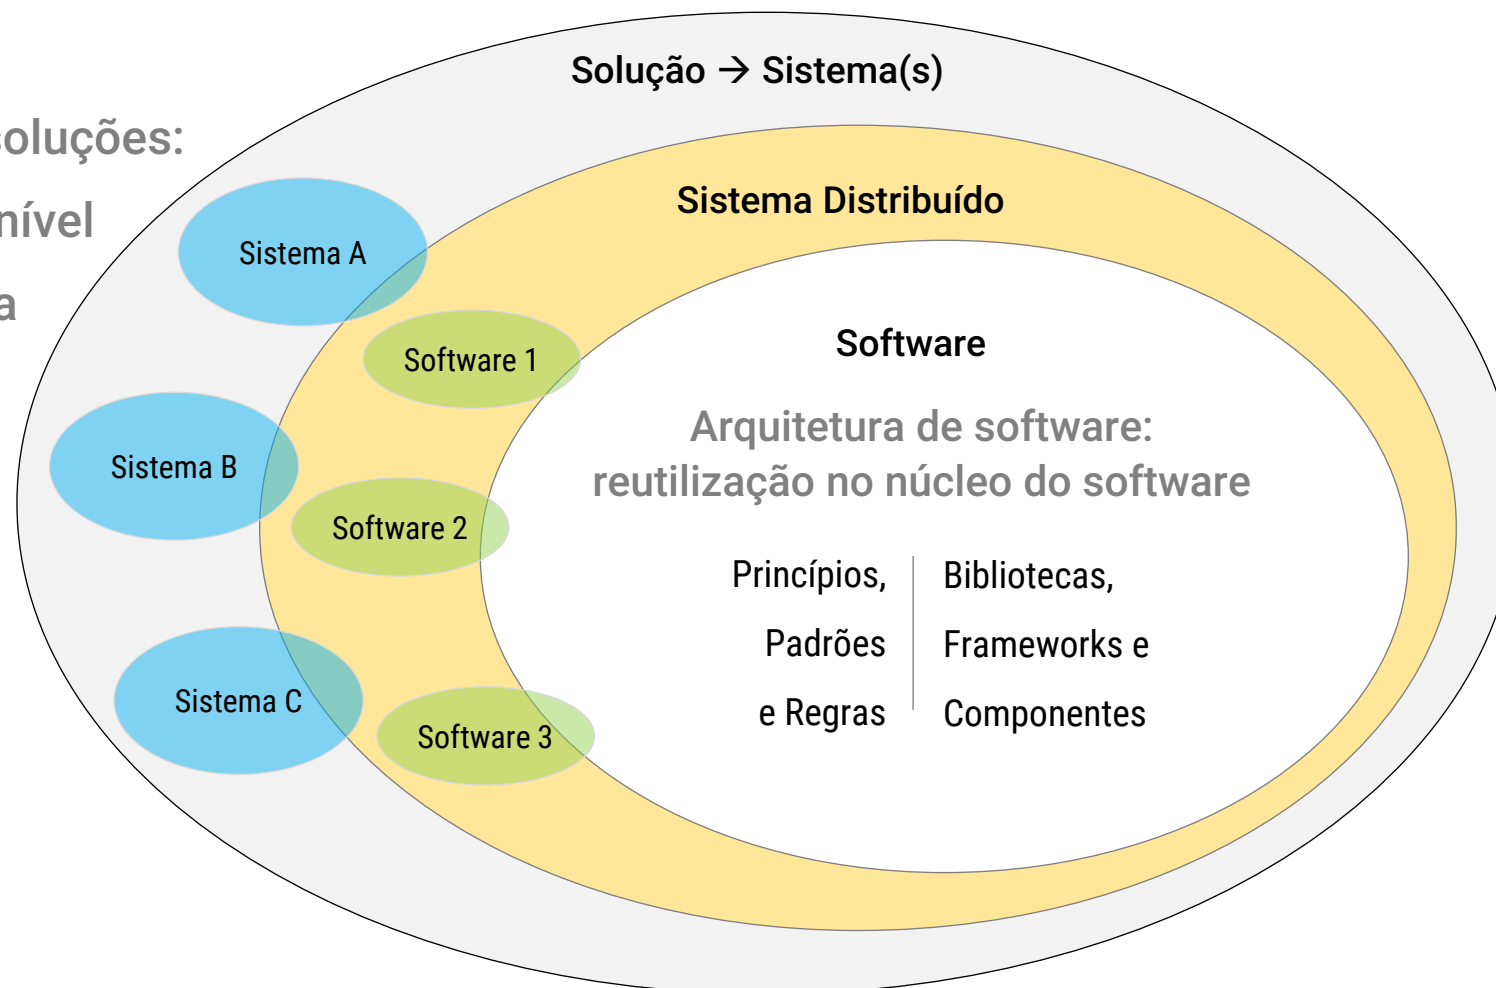 Solução → Sistema(s)
soluções:
nível
a
Sistema Distribuído
Sistema A
Software
Software 1
Arquitetura de software:
reutilização no núcleo do software
Sistema B
Software 2
Princípios,
Padrões
e Regras
Bibliotecas,
Frameworks e
Componentes
Sistema C
Software 3